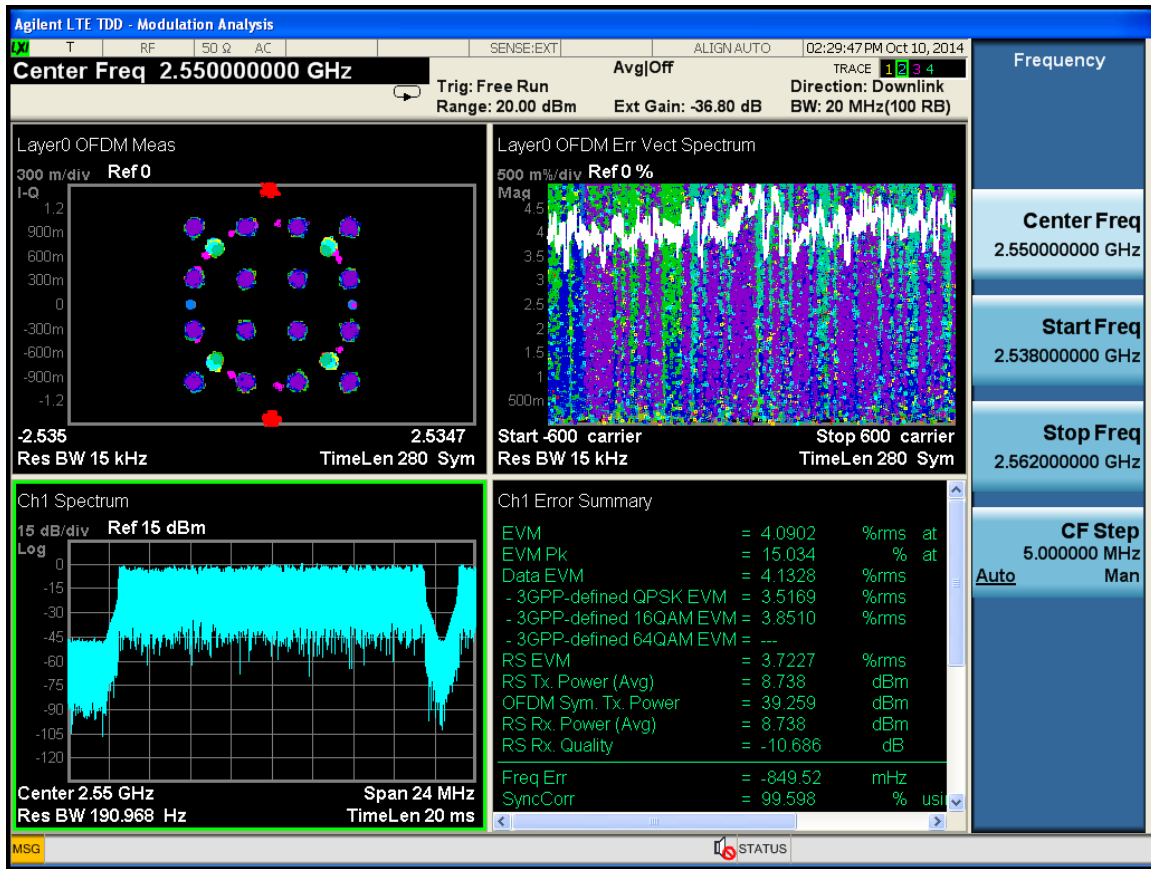 Agilent LTE TDD - Modulation Analysis
LXI T RF 50 Ω AC SENSE:EXT ALIGN AUTO 02:29:47 PM Oct 10, 2014
Center Freq 2.550000000 GHz
Avg|Off
TRACE 1 2 3 4
Trig: Free Run
Direction: Downlink
Range: 20.00 dBm Ext Gain: -36.80 dB BW: 20 MHz(100 RB)
Frequency
Center Freq
2.550000000 GHz
Start Freq
2.538000000 GHz
Stop Freq
2.562000000 GHz
CF Step
5.000000 MHz
Auto Man
Layer0 OFDM Meas
300 m/div Ref 0
I-Q
1.2
900m
600m
300m
0
-300m
-600m
-900m
-1.2
-2.535 2.5347
Res BW 15 kHz TimeLen 280 Sym
Layer0 OFDM Err Vect Spectrum
500 m%/div Ref 0 %
Mag
4.5
4
3.5
3
2.5
2
1.5
1
500m
Start -600 carrier Stop 600 carrier
Res BW 15 kHz TimeLen 280 Sym
Ch1 Spectrum
15 dB/div Ref 15 dBm
Log
0
-15
-30
-45
-60
-75
-90
-105
-120
Center 2.55 GHz Span 24 MHz
Res BW 190.968 Hz TimeLen 20 ms
Ch1 Error Summary
EVM = 4.0902 %rms at
EVM Pk = 15.034 % at
Data EVM = 4.1328 %rms
- 3GPP-defined QPSK EVM = 3.5169 %rms
- 3GPP-defined 16QAM EVM = 3.8510 %rms
- 3GPP-defined 64QAM EVM = ---
RS EVM = 3.7227 %rms
RS Tx. Power (Avg) = 8.738 dBm
OFDM Sym. Tx. Power = 39.259 dBm
RS Rx. Power (Avg) = 8.738 dBm
RS Rx. Quality = -10.686 dB
Freq Err = -849.52 mHz
SyncCorr = 99.598 % usi
MSG STATUS